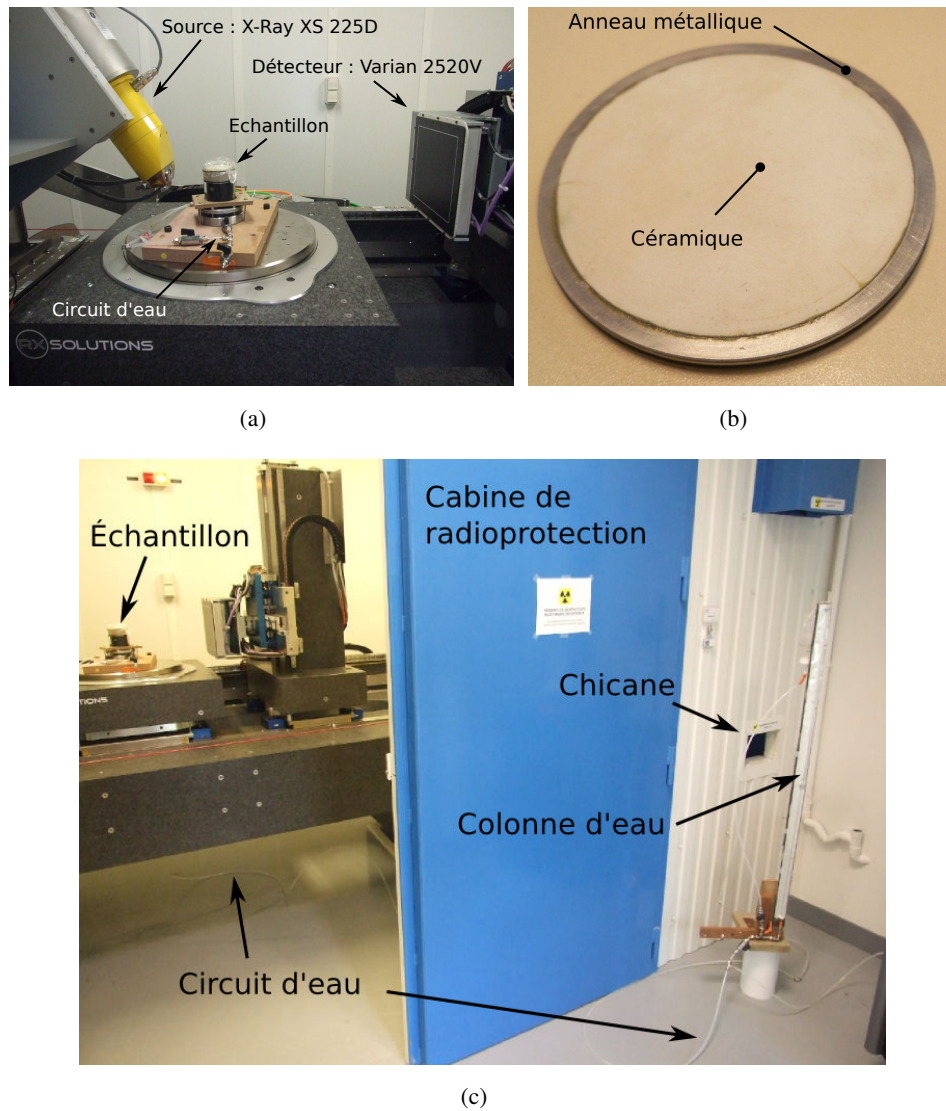 Source : X-Ray XS 225D
Détecteur : Varian 2520V
Echantillon
Circuit d'eau
RX SOLUTIONS
(a)
Anneau métallique
Céramique
(b)
Échantillon
Cabine de
radioprotection
Chicane
Colonne d'eau
Circuit d'eau
UTIONS
(c)